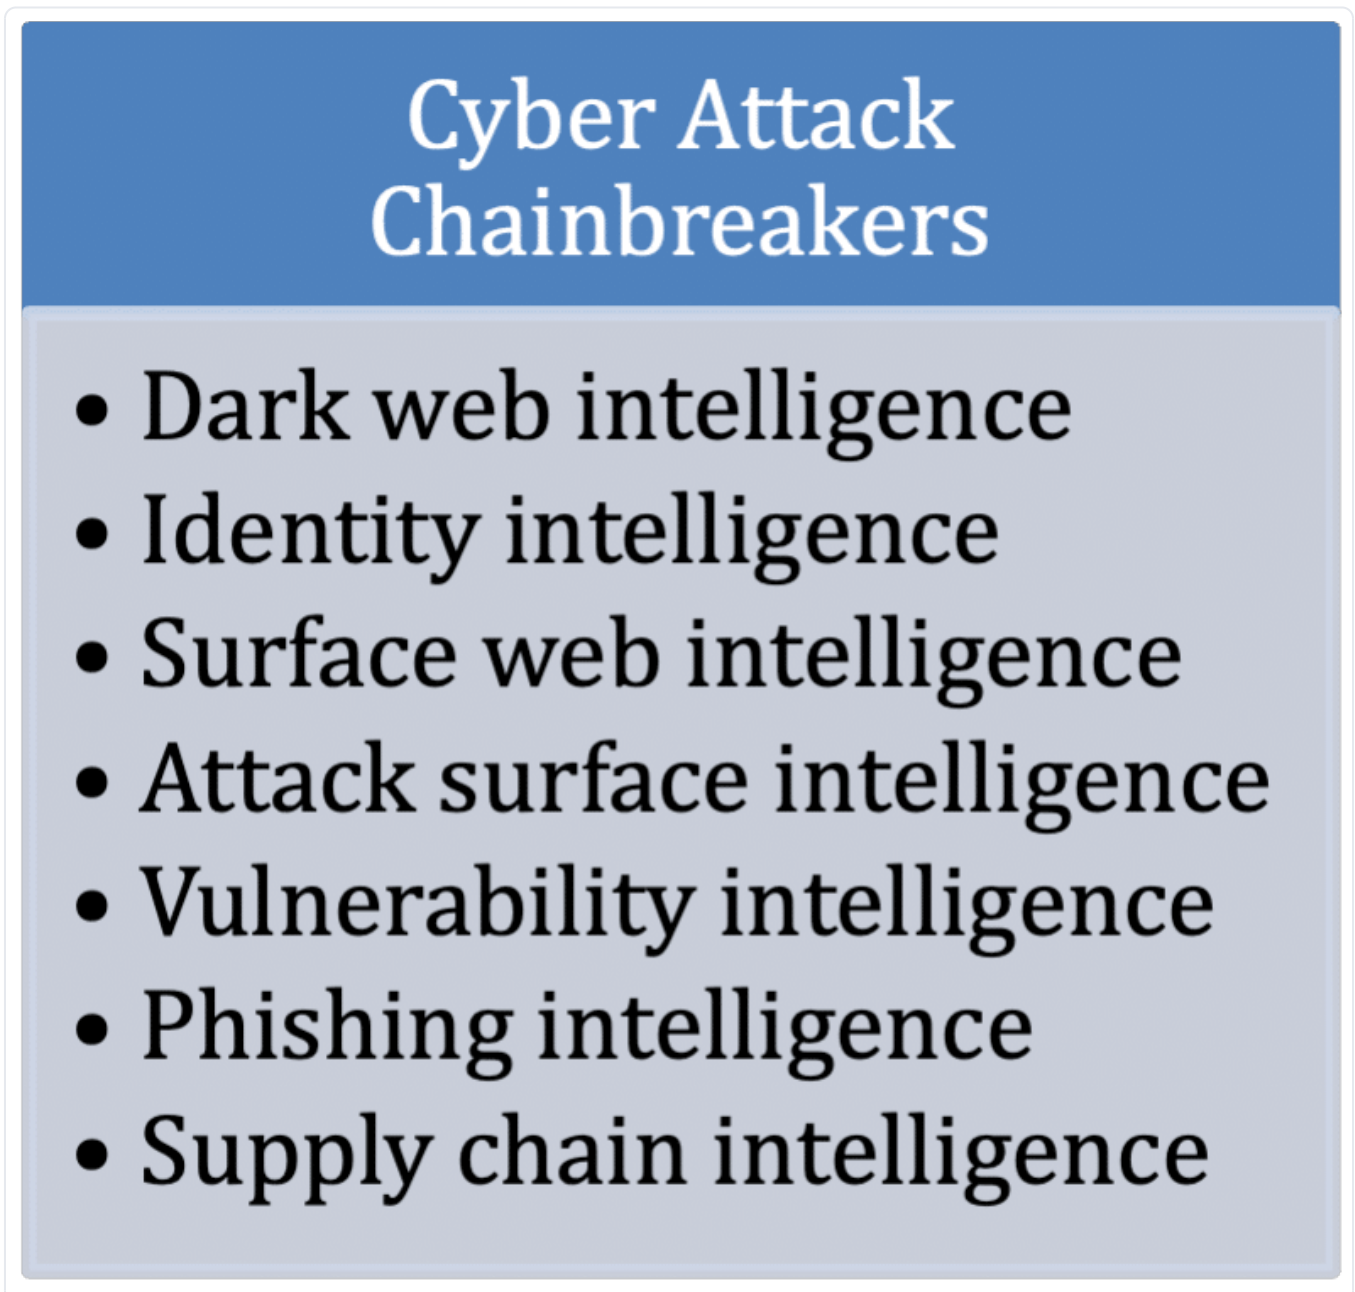 Cyber Attack
Chainbreakers
• Dark web intelligence
• Identity intelligence
• Surface web intelligence
• Attack surface intelligence
• Vulnerability intelligence
• Phishing intelligence
• Supply chain intelligence